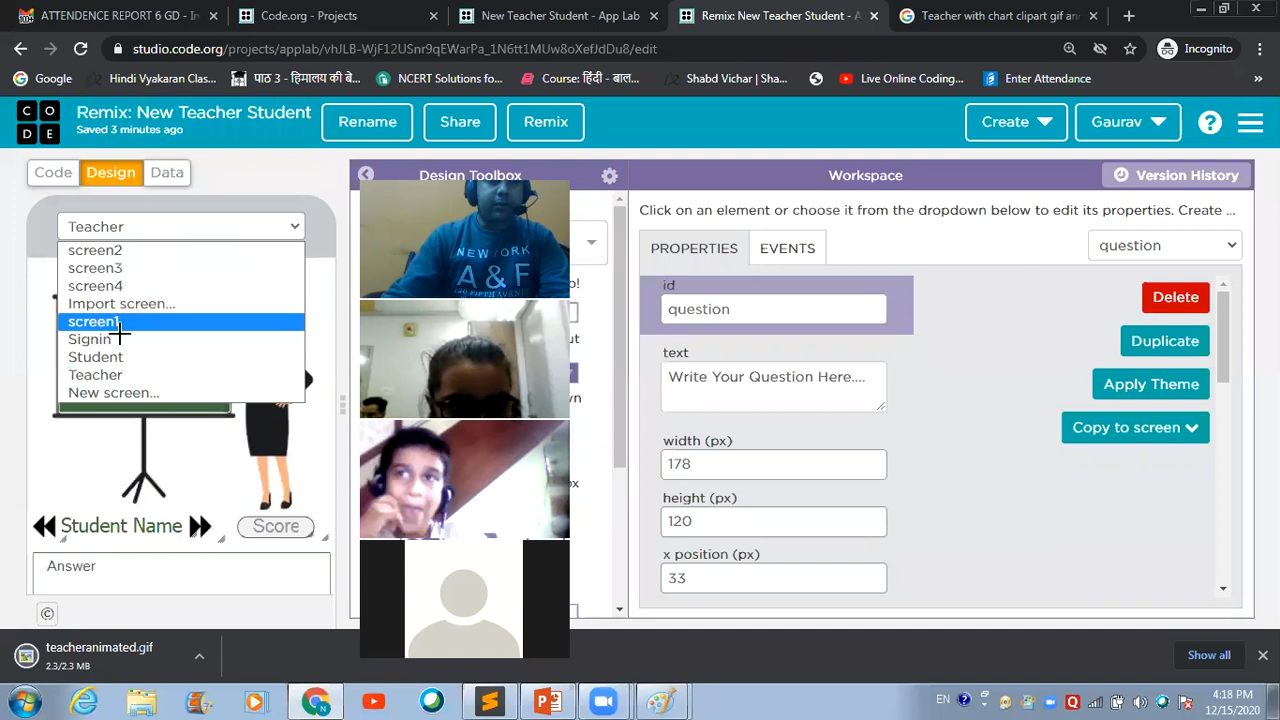 ATTENDENCE REPORT 6 GD - In
Code.org - Projects
New Teacher Student - App Lab
Remix: New Teacher Student - A
Teacher with chart clipart gif an
studio.code.org/projects/applab/vhJLB-WjF12USnr9qEWarPa_1N6tt1MUw8oXefJdDu8/edit
Incognito
Google
Hindi Vyakaran Clas...
पाठ 3 - हिमालय की बे...
NCERT Solutions fo...
Course: हिंदी - बाल...
Shabd Vichar | Sha...
Live Online Coding...
Enter Attendance
»
C O
D E
Remix: New Teacher Student
Saved 3 minutes ago
Rename
Share
Remix
Create
Gaurav
Code
Design
Data
Design Toolbox
Workspace
Version History
Teacher
screen2
screen3
screen4
Import screen...
screen1
Signin
Student
Teacher
New screen...
Click on an element or choose it from the dropdown below to edit its properties. Create ...
PROPERTIES
EVENTS
question
id
question
Delete
text
Write Your Question Here....
Duplicate
Apply Theme
Copy to screen
width (px)
178
height (px)
120
x position (px)
33
NEW YORK
A & F
Student Name
Score
Answer
teacheranimated.gif
2.3/2.3 MB
Show all
EN
4:18 PM
12/15/2020